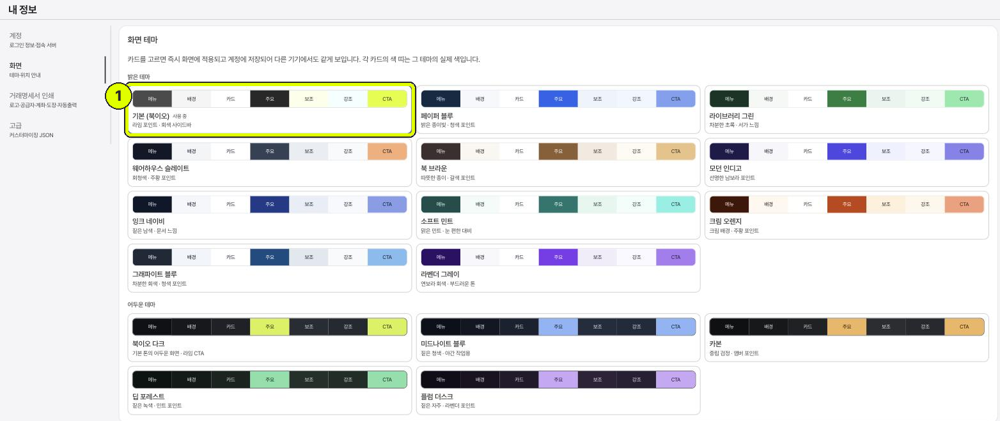 내 정보
계정
로그인 정보·접속 서버
화면
테마·위치 안내
거래명세서 인쇄
로고·공급자·계좌·도장·자동출력
고급
커스터마이징 JSON
화면 테마
카드를 고르면 즉시 화면에 적용되고 계정에 저장되어 다른 기기에서도 같게 보입니다. 각 카드의 색 띠는 그 테마의 실제 색입니다.
밝은 테마
1
메뉴 배경 카드 주요 보조 강조 CTA
기본 (북이오) 사용 중
라임 포인트 · 회색 사이드바
메뉴 배경 카드 주요 보조 강조 CTA
페이퍼 블루
밝은 종이빛 · 청색 포인트
메뉴 배경 카드 주요 보조 강조 CTA
라이브러리 그린
차분한 초록 · 서가 느낌
메뉴 배경 카드 주요 보조 강조 CTA
웨어하우스 슬레이트
회청색 · 주황 포인트
메뉴 배경 카드 주요 보조 강조 CTA
북 브라운
따뜻한 종이 · 갈색 포인트
메뉴 배경 카드 주요 보조 강조 CTA
모던 인디고
선명한 남보라 포인트
메뉴 배경 카드 주요 보조 강조 CTA
잉크 네이비
짙은 남색 · 문서 느낌
메뉴 배경 카드 주요 보조 강조 CTA
소프트 민트
맑은 민트 · 눈 편한 대비
메뉴 배경 카드 주요 보조 강조 CTA
크림 오렌지
크림 배경 · 주황 포인트
메뉴 배경 카드 주요 보조 강조 CTA
그래파이트 블루
차분한 회색 · 청색 포인트
메뉴 배경 카드 주요 보조 강조 CTA
라벤더 그레이
연보라 회색 · 부드러운 톤
어두운 테마
메뉴 배경 카드 주요 보조 강조 CTA
북이오 다크
기본 톤의 어두운 화면 · 라임 CTA
메뉴 배경 카드 주요 보조 강조 CTA
미드나이트 블루
짙은 청색 · 야간 작업용
메뉴 배경 카드 주요 보조 강조 CTA
카본
중립 검정 · 앰버 포인트
메뉴 배경 카드 주요 보조 강조 CTA
딥 포레스트
짙은 녹색 · 민트 포인트
메뉴 배경 카드 주요 보조 강조 CTA
플럼 더스크
짙은 자주 · 라벤더 포인트